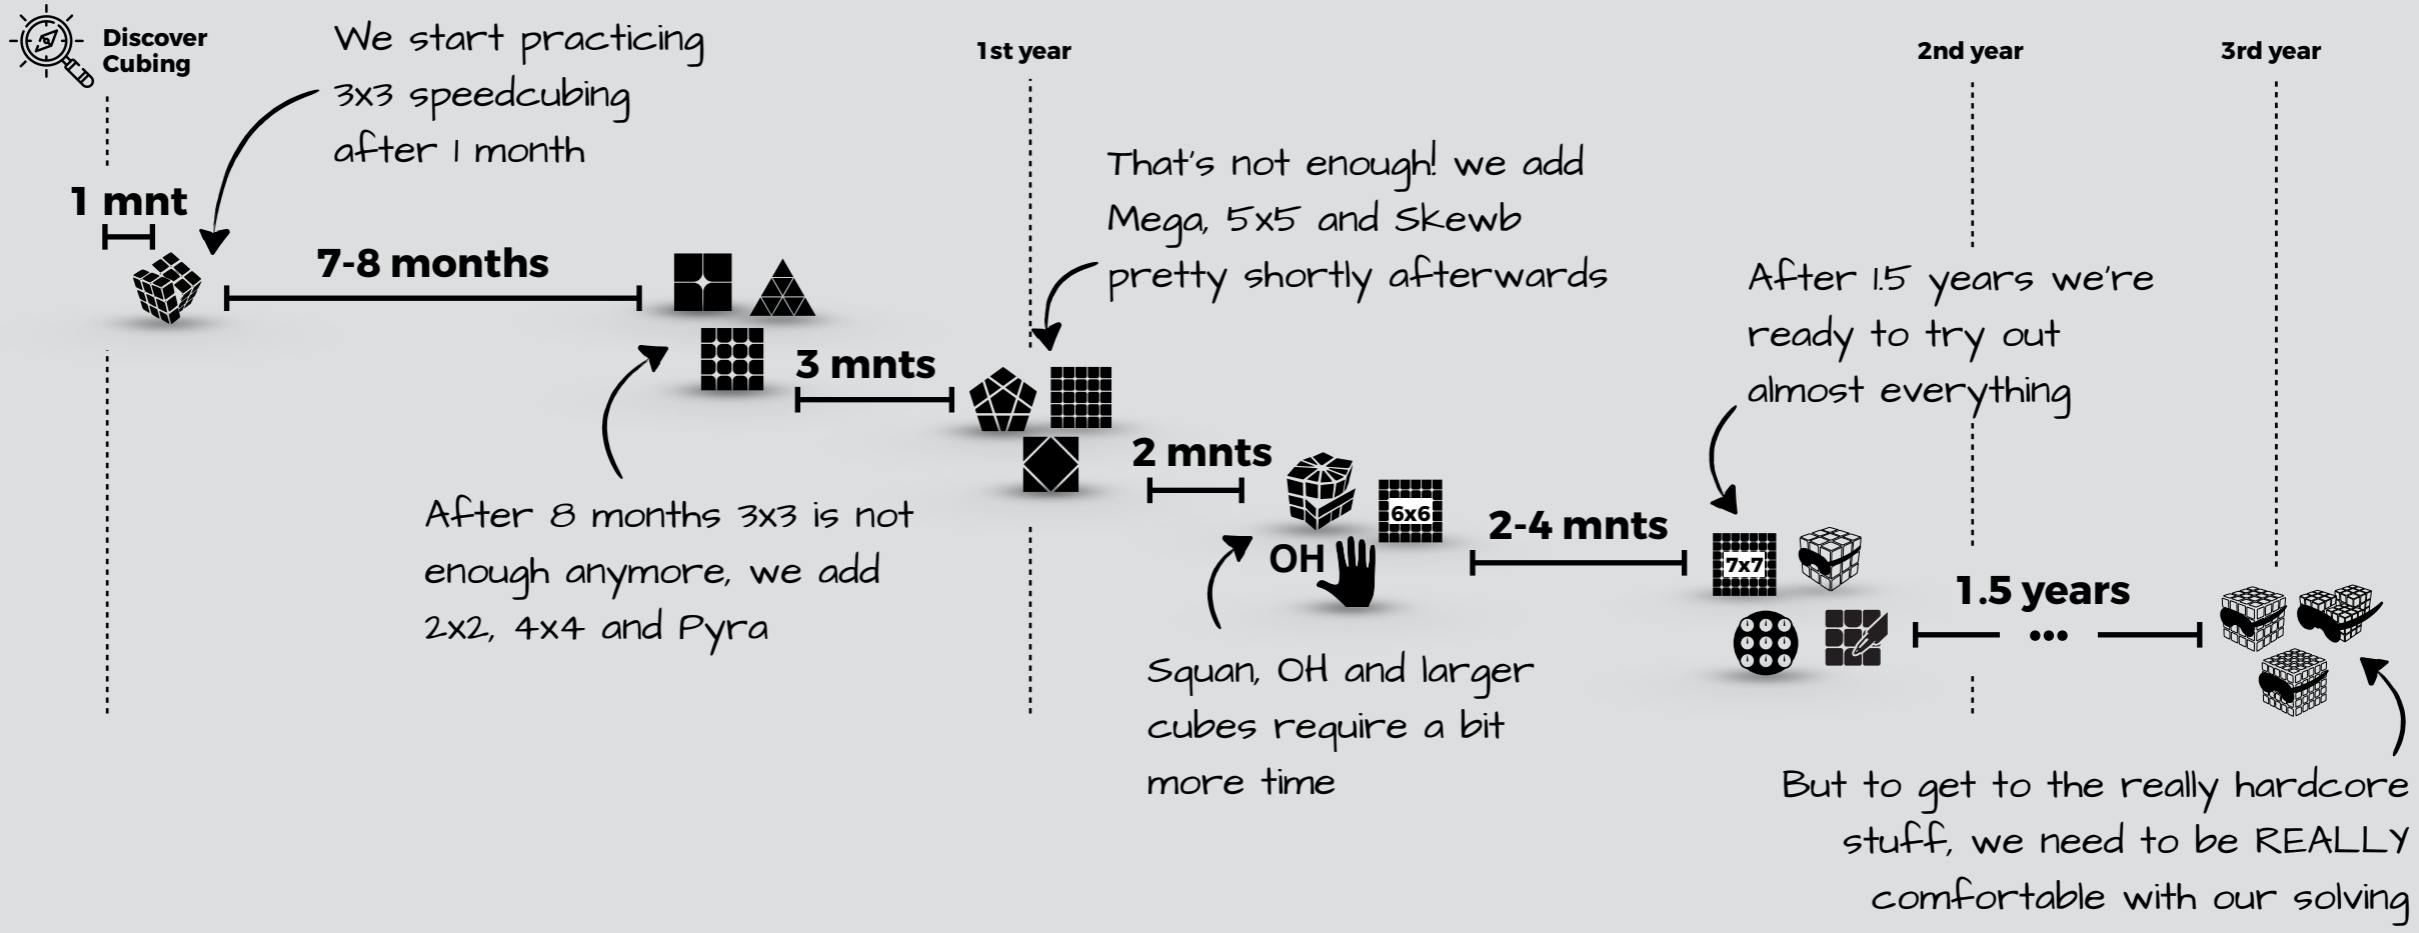 Discover
Cubing
We start practicing
3x3 speedcubing
after 1 month
1st year
2nd year
3rd year
1 mnt
7-8 months
That's not enough! we add
Mega, 5x5 and Skewb
pretty shortly afterwards
After 1.5 years we're
ready to try out
almost everything
3 mnts
After 8 months 3x3 is not
enough anymore, we add
2x2, 4x4 and Pyra
2 mnts
6x6
OH
2-4 mnts
7x7
1.5 years
...
Squan, OH and larger
cubes require a bit
more time
But to get to the really hardcore
stuff, we need to be REALLY
comfortable with our solving